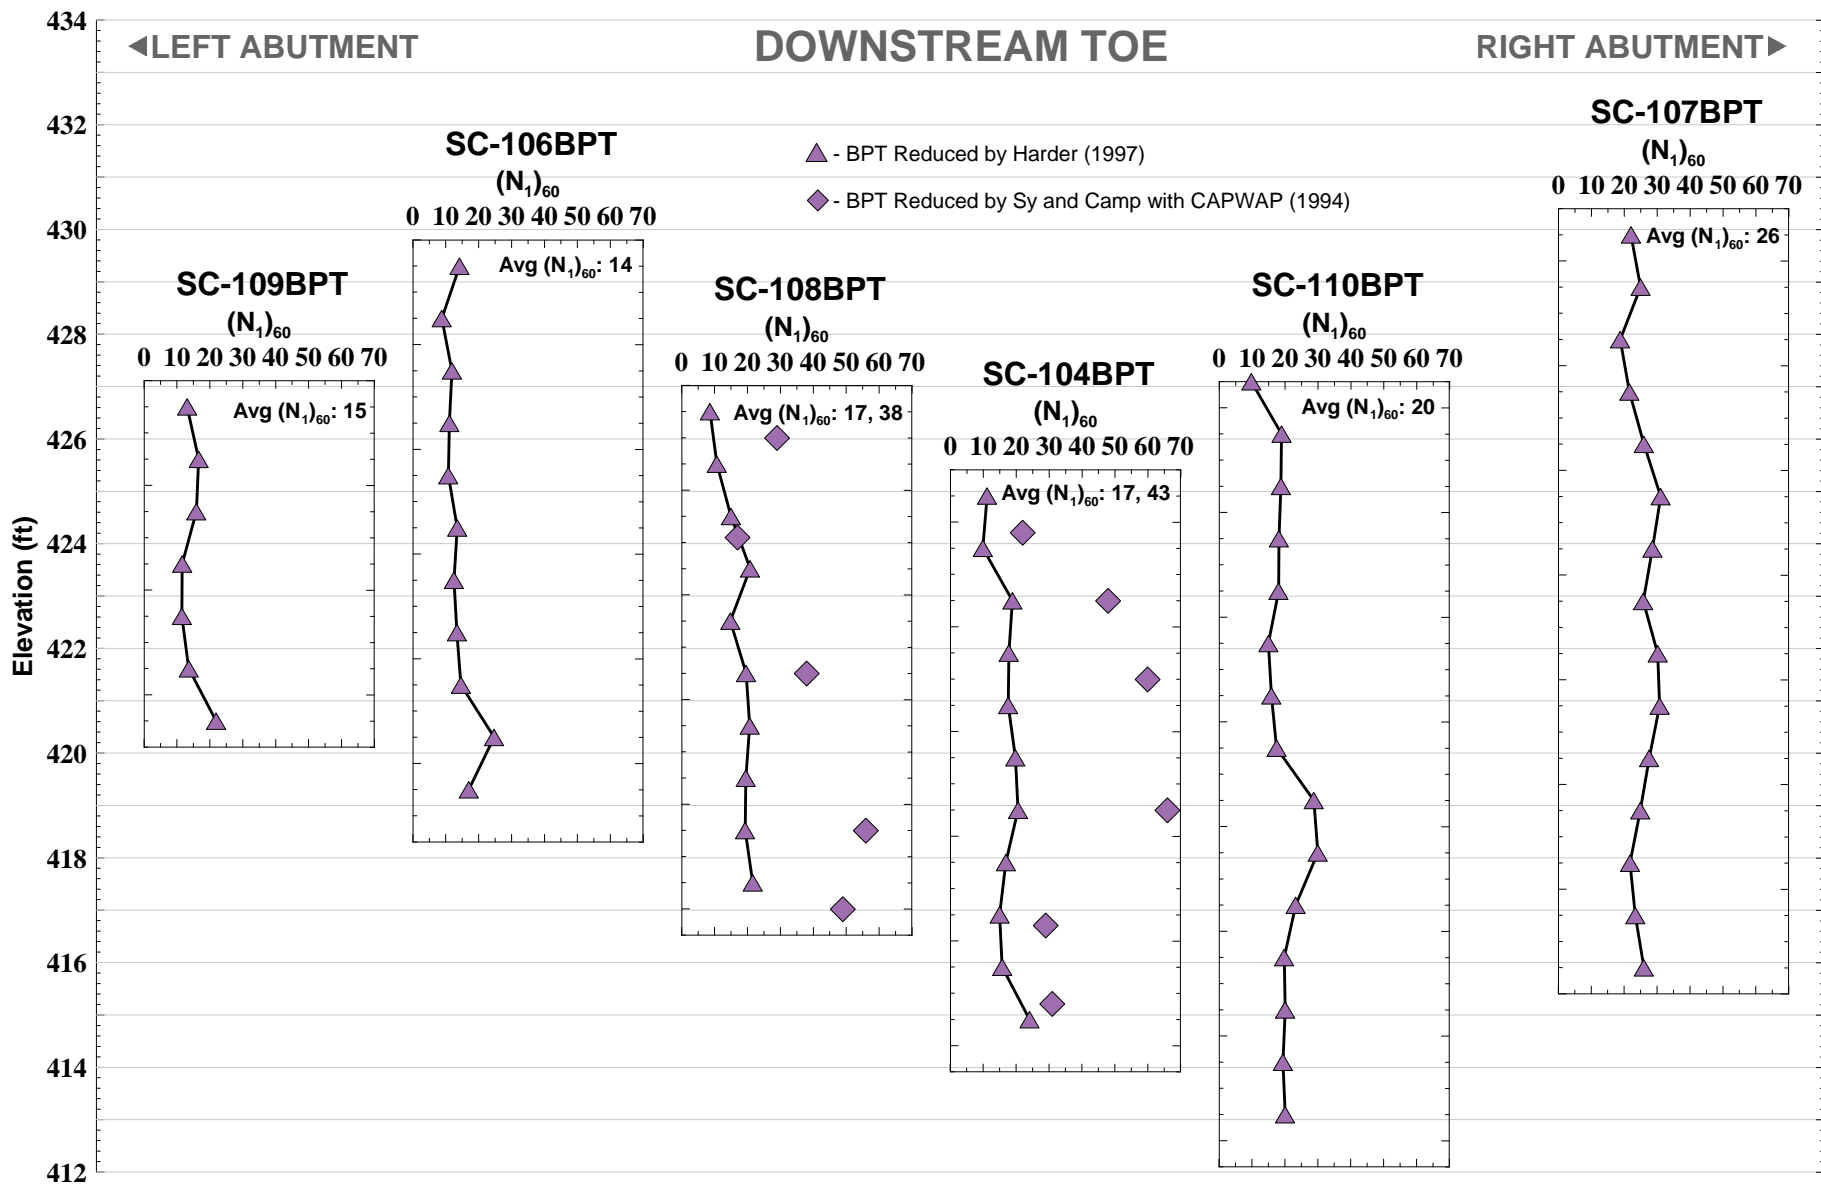 ◄LEFT ABUTMENT
DOWNSTREAM TOE
RIGHT ABUTMENT►
- BPT Reduced by Harder (1997)
- BPT Reduced by Sy and Camp with CAPWAP (1994)
Elevation (ft)
434
432
430
428
426
424
422
420
418
416
414
412
SC-109BPT
(N₁)₆₀
0 10 20 30 40 50 60 70
Avg (N₁)₆₀: 15
SC-106BPT
(N₁)₆₀
0 10 20 30 40 50 60 70
Avg (N₁)₆₀: 14
SC-108BPT
(N₁)₆₀
0 10 20 30 40 50 60 70
Avg (N₁)₆₀: 17, 38
SC-104BPT
(N₁)₆₀
0 10 20 30 40 50 60 70
Avg (N₁)₆₀: 17, 43
SC-110BPT
(N₁)₆₀
0 10 20 30 40 50 60 70
Avg (N₁)₆₀: 20
SC-107BPT
(N₁)₆₀
0 10 20 30 40 50 60 70
Avg (N₁)₆₀: 26